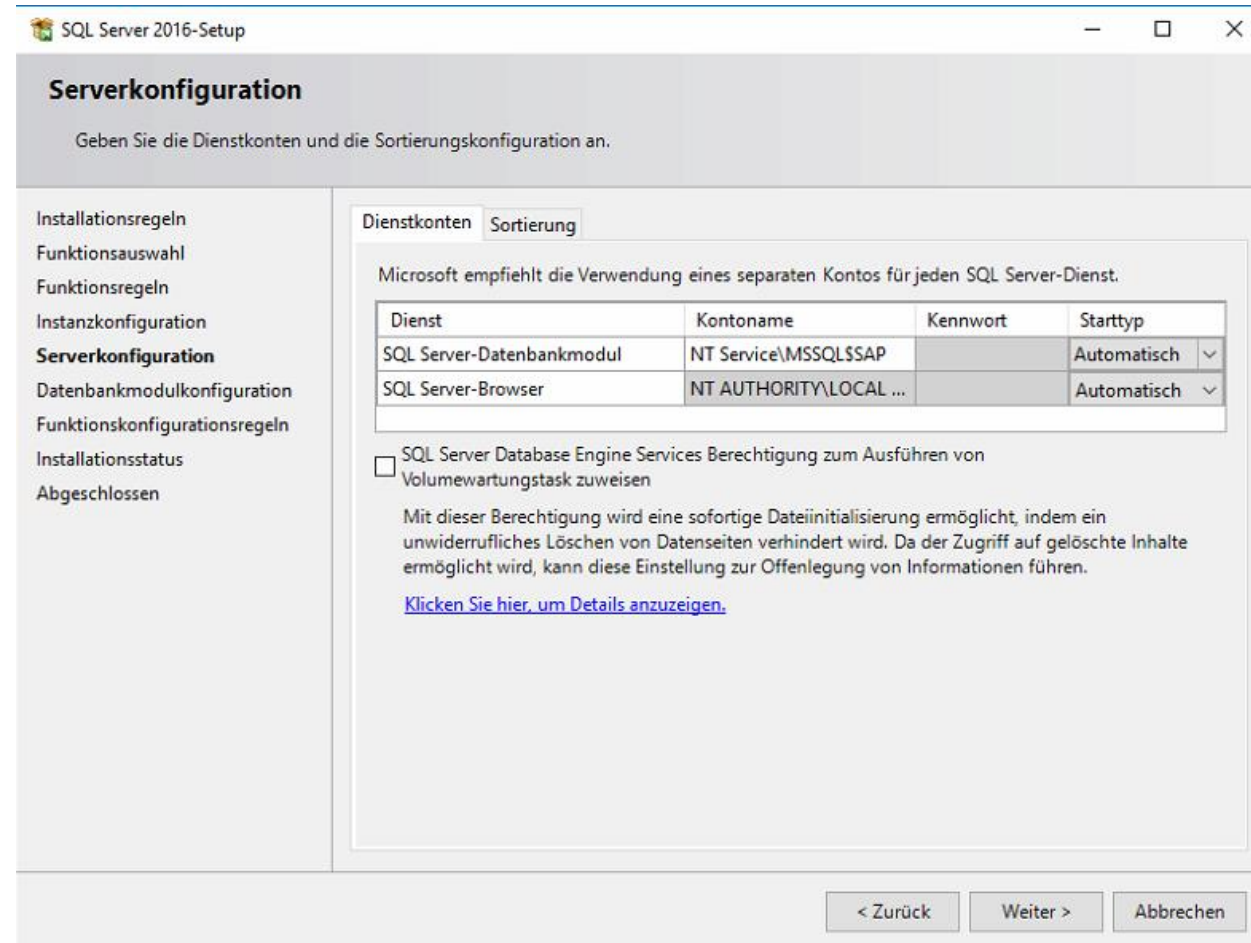 SQL Server 2016-Setup
Serverkonfiguration
Geben Sie die Dienstkonten und die Sortierungskonfiguration an.
Installationsregeln
Funktionsauswahl
Funktionsregeln
Instanzkonfiguration
Serverkonfiguration
Datenbankmodulkonfiguration
Funktionskonfigurationsregeln
Installationsstatus
Abgeschlossen
Dienstkonten Sortierung
Microsoft empfiehlt die Verwendung eines separaten Kontos für jeden SQL Server-Dienst.
Dienst Kontoname Kennwort Starttyp
SQL Server-Datenbankmodul NT Service\MSSQL$SAP Automatisch
SQL Server-Browser NT AUTHORITY\LOCAL ... Automatisch
SQL Server Database Engine Services Berechtigung zum Ausführen von
Volumewartungstask zuweisen
Mit dieser Berechtigung wird eine sofortige Dateiinitialisierung ermöglicht, indem ein
unwiderrufliches Löschen von Datenseiten verhindert wird. Da der Zugriff auf gelöschte Inhalte
ermöglicht wird, kann diese Einstellung zur Offenlegung von Informationen führen.
Klicken Sie hier, um Details anzuzeigen.
< Zurück Weiter > Abbrechen